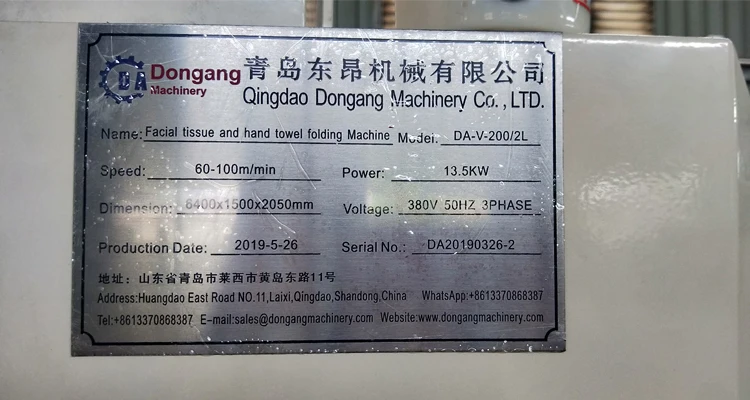 DA Dongang Machinery
青岛东昂机械有限公司
Qingdao Dongang Machinery Co.,LTD.
Name: Facial tissue and hand towel folding Machine Model: DA-V-200/2L
Speed: 60-100m/min Power: 13.5KW
Dimension: 6400x1500x2050mm Voltage: 380V 50HZ 3PHASE
Production Date: 2019-5-26 Serial No.: DA20190326-2
地址: 山东省青岛市莱西市黄岛东路11号
Address:Huangdao East Road NO.11,Laixi,Qingdao,Shandong,China WhatsApp:+8613370868387
Tel:+8613370868387 E-mail:sales@dongangmachinery.com Website:www.dongangmachinery.com